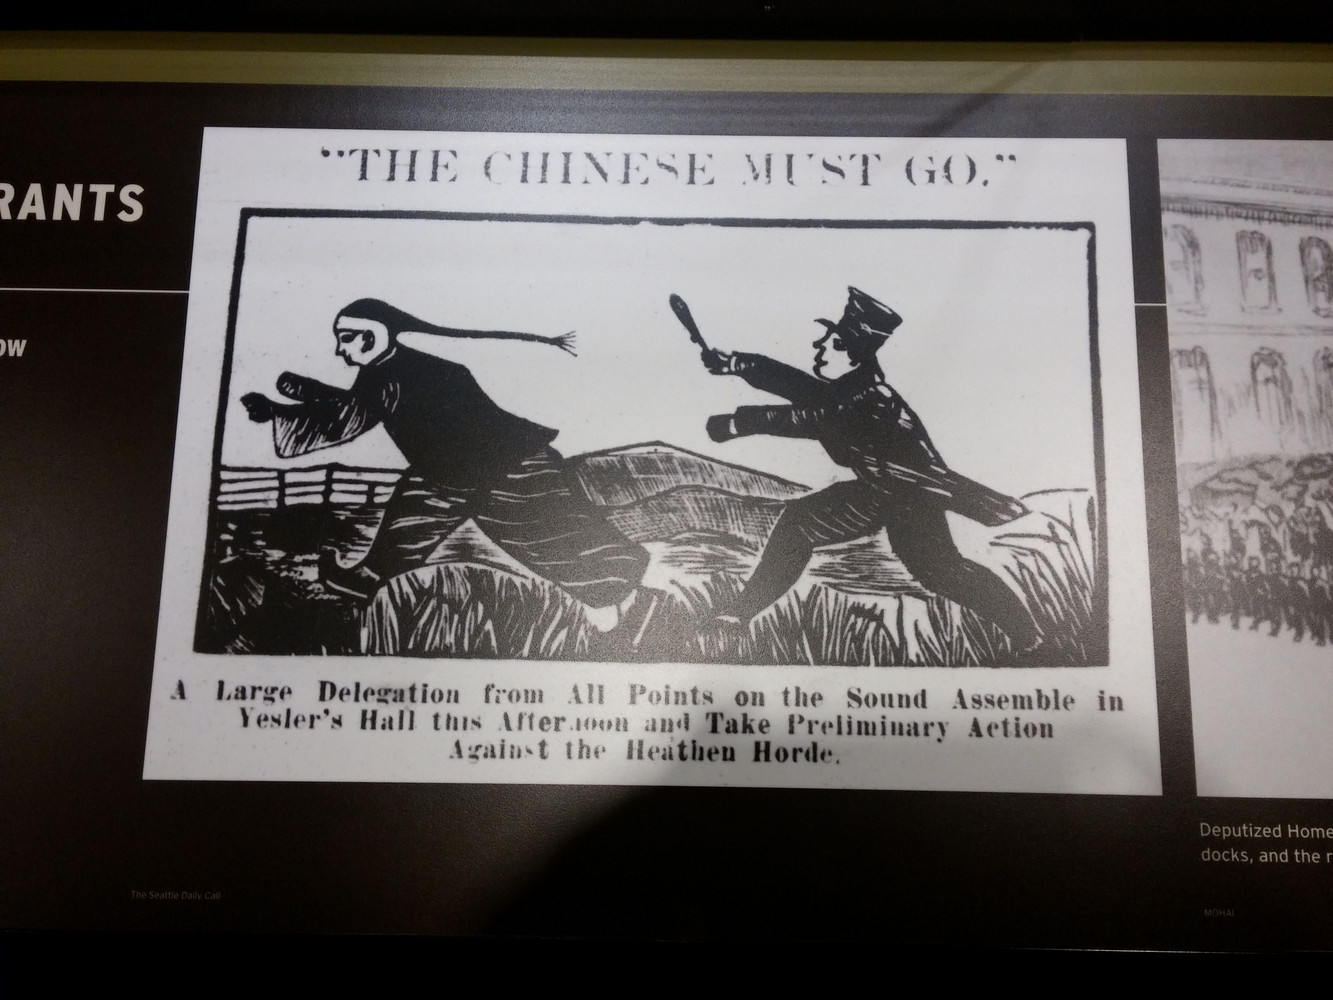 RANTS
OW
"THE CHINESE MUST GO."
A Large Delegation from All Points on the Sound Assemble in
Yesler's Hall this Afternoon and Take Preliminary Action
Against the Heathen Horde.
The Seattle Daily Call
Deputized Home
docks, and the r
MOHAI